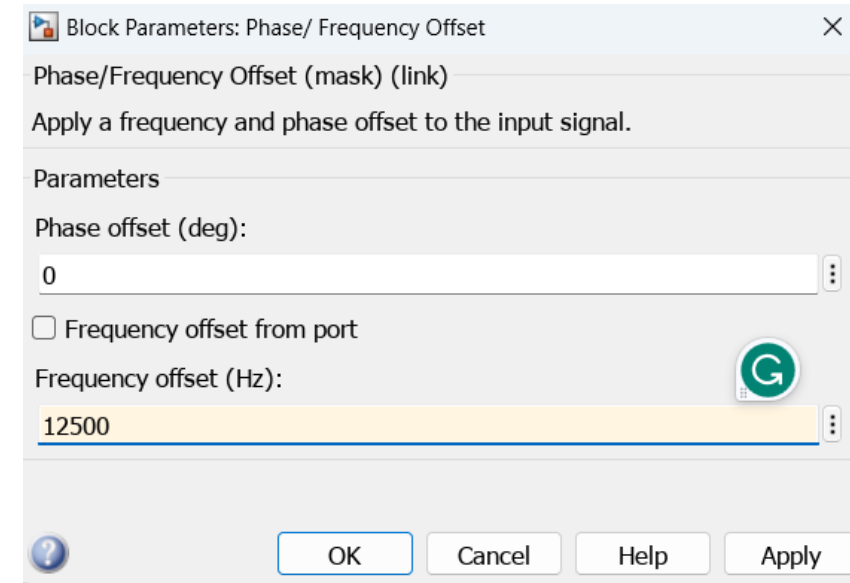 Block Parameters: Phase/ Frequency Offset
Phase/Frequency Offset (mask) (link)
Apply a frequency and phase offset to the input signal.
Parameters
Phase offset (deg):
0
Frequency offset from port
Frequency offset (Hz):
12500
OK Cancel Help Apply